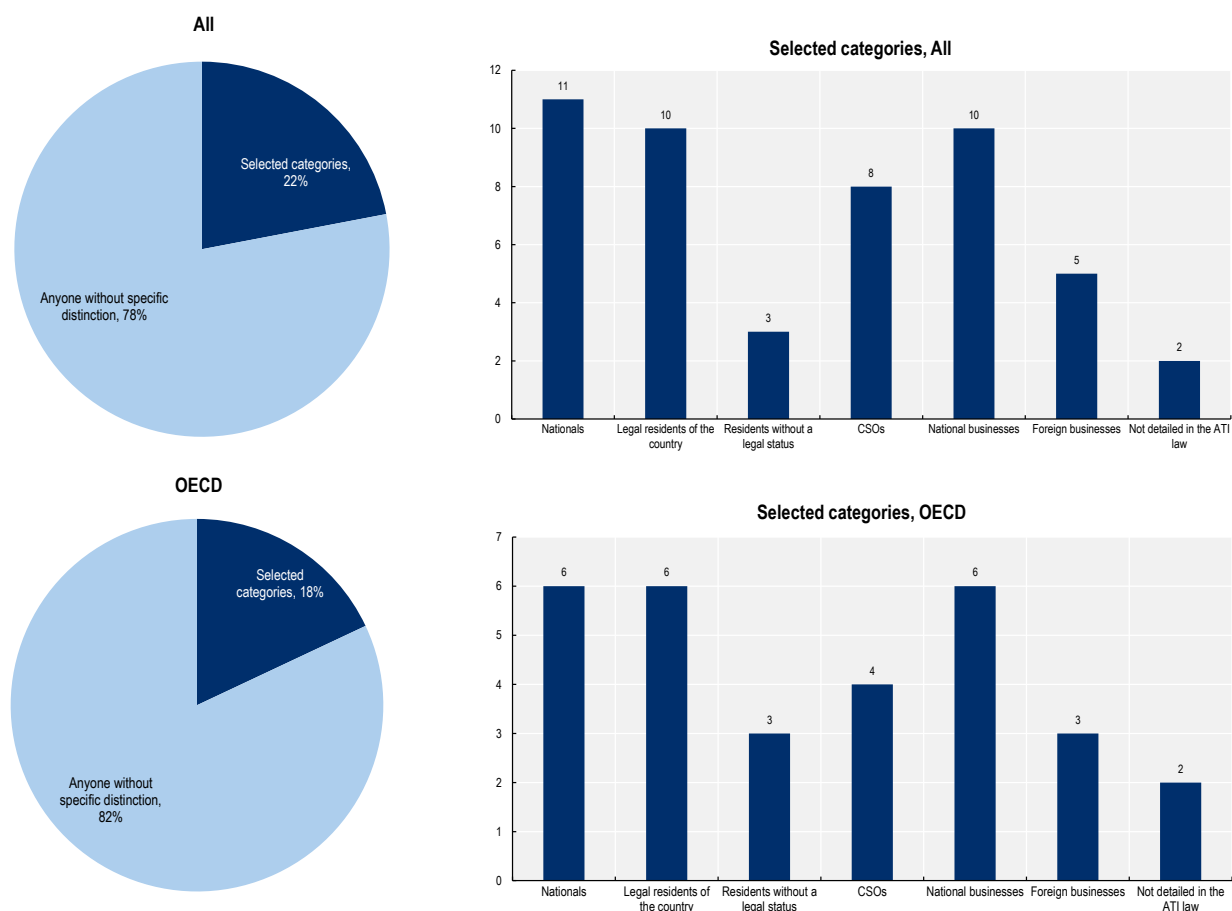 All
Selected categories,
22%
Anyone without specific
distinction, 78%
Selected categories, All
12
10
8
6
4
2
0
11
10
3
8
10
5
2
Nationals
Legal residents of the
country
Residents without a
legal status
CSOs
National businesses
Foreign businesses
Not detailed in the ATI
law
OECD
Selected
categories, 18%
Anyone without
specific distinction,
82%
Selected categories, OECD
7
6
5
4
3
2
1
0
6
6
3
4
6
3
2
Nationals
Legal residents of
the country
Residents without a
legal status
CSOs
National businesses
Foreign businesses
Not detailed in the
ATI law